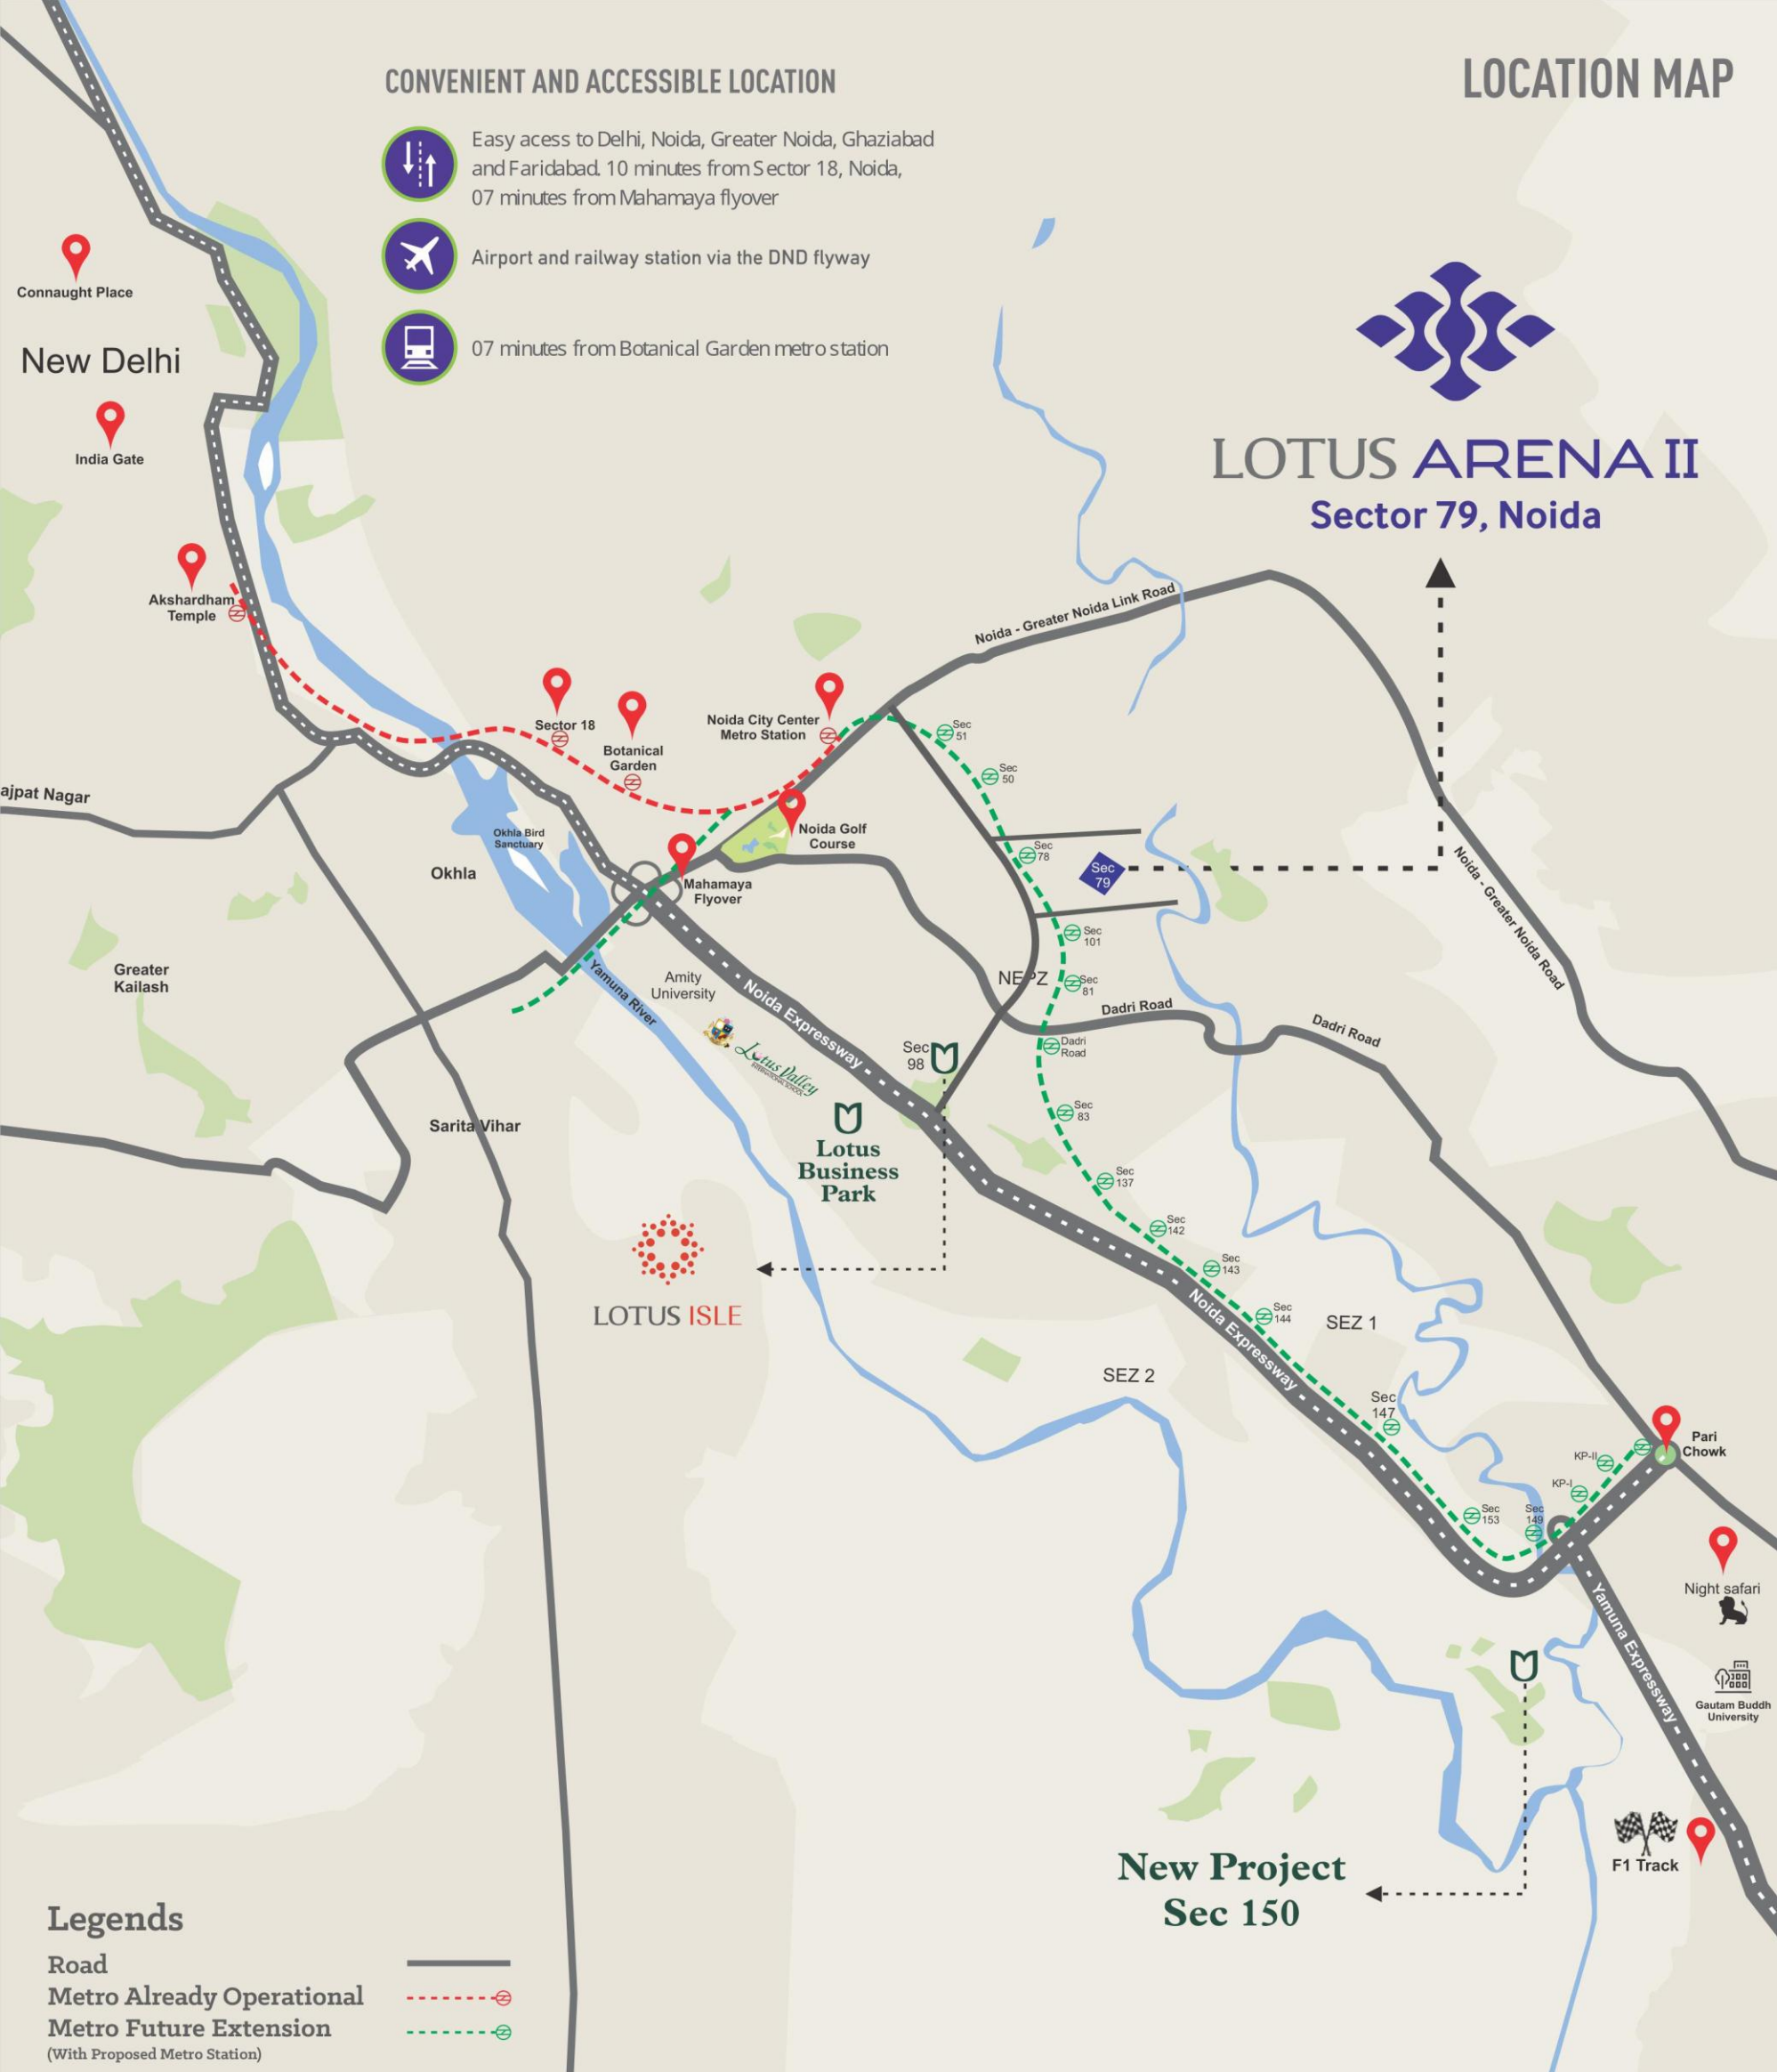 LOCATION MAP
CONVENIENT AND ACCESSIBLE LOCATION
Easy acess to Delhi, Noida, Greater Noida, Ghaziabad
and Faridabad. 10 minutes from Sector 18, Noida,
07 minutes from Mahamaya flyover
Airport and railway station via the DND flyway
07 minutes from Botanical Garden metro station
LOTUS ARENA II
Sector 79, Noida
Connaught Place
New Delhi
India Gate
Akshardham
Temple
Noida - Greater Noida Link Road
Sector 18
Botanical
Garden
Noida City Center
Metro Station
Sec
51
Sec
50
ajpat Nagar
Okhla Bird
Sanctuary
Okhla
Noida Golf
Course
Mahamaya
Flyover
Sec
78
Sec
79
Noida - Greater Noida Road
Sec
101
Greater
Kailash
Yamuna River
Amity
University
Noida Expressway
NEPZ
Sec
81
Dadri Road
Dadri Road
Dadri
Road
Sec
98
Lotus Valley
INTERNATIONAL SCHOOL
Sec
83
Sarita Vihar
Lotus
Business
Park
Sec
137
Sec
142
Sec
143
LOTUS ISLE
Noida Expressway
Sec
144
SEZ 1
SEZ 2
Sec
147
Pari
Chowk
KP-II
KP-I
Sec
153
Sec
149
Night safari
Yamuna Expressway
Gautam Buddh
University
F1 Track
New Project
Sec 150
Legends
Road
Metro Already Operational
Metro Future Extension
(With Proposed Metro Station)